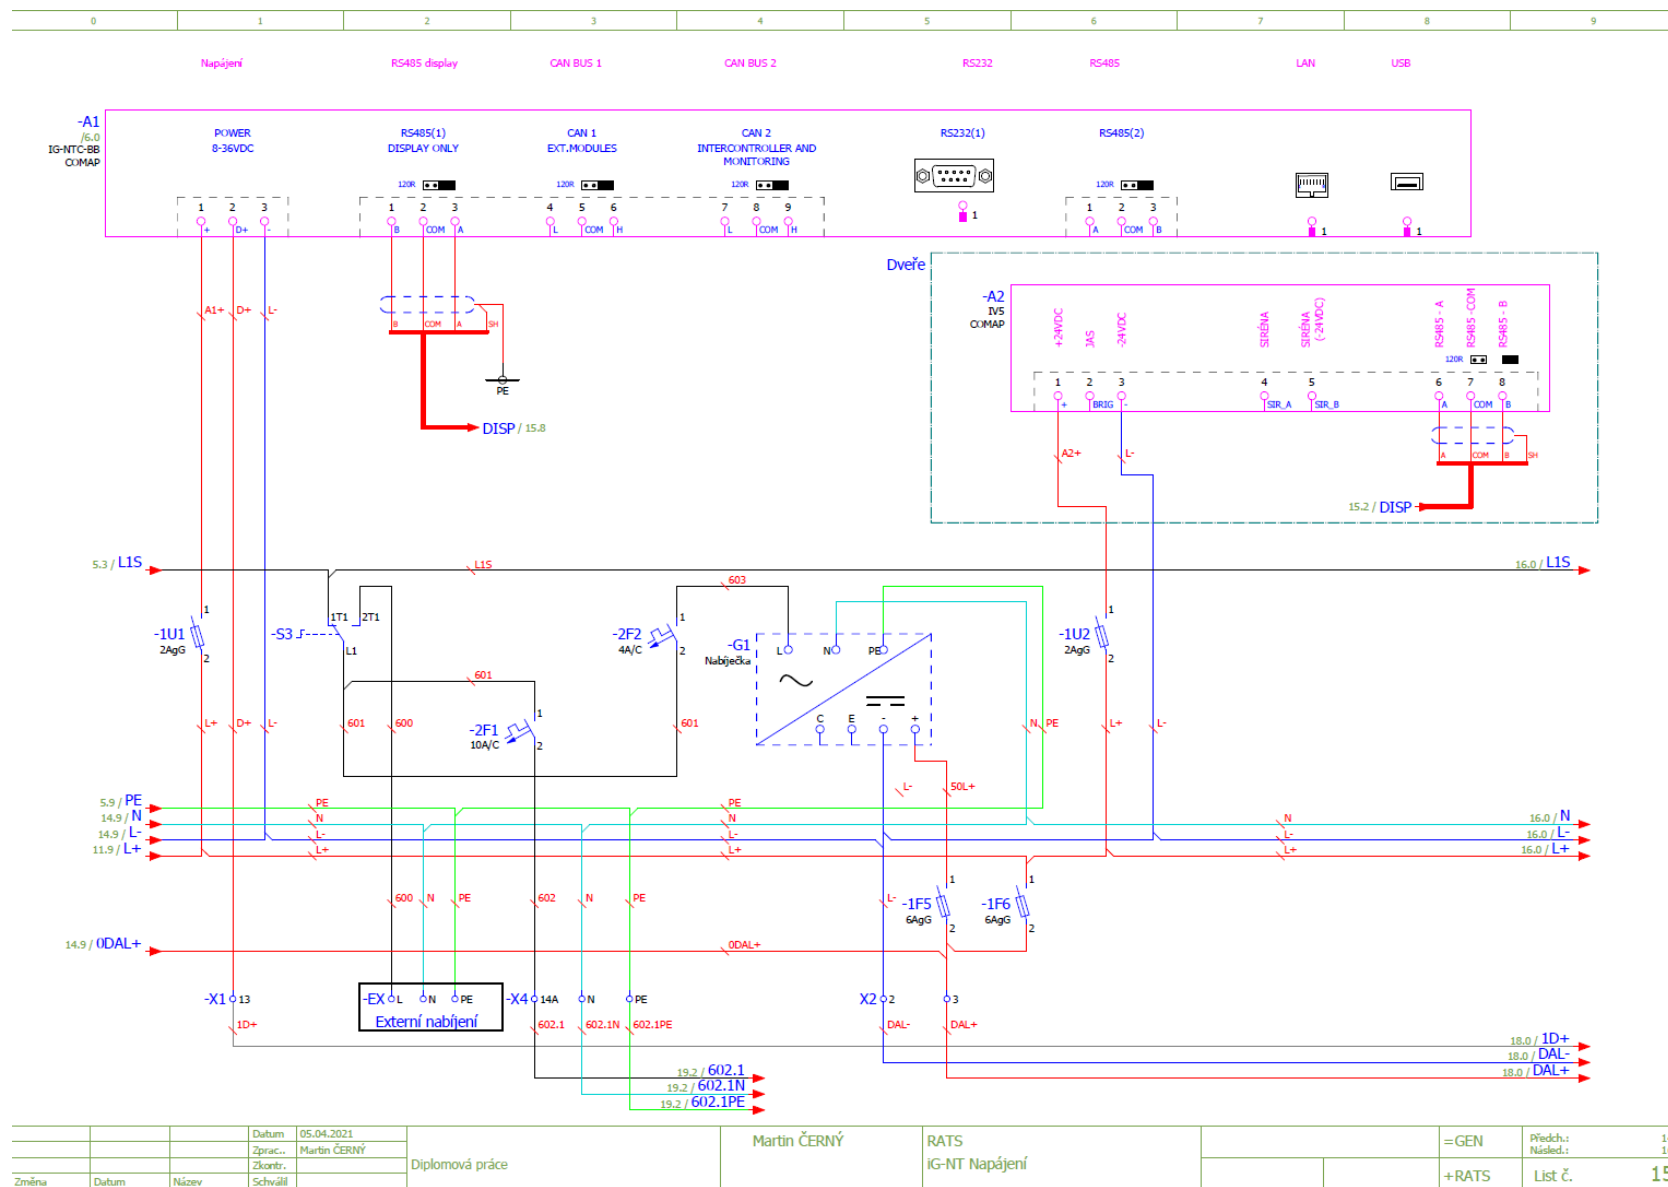 0 1 2 3 4 5 6 7 8 9
Napájení RS485 display CAN BUS 1 CAN BUS 2 RS232 RS485 LAN USB
-A1
/6.0
IG-NTC-BB
COMAP
POWER
8-36VDC
RS485(1)
DISPLAY ONLY
CAN 1
EXT.MODULES
CAN 2
INTERCONTROLLER AND
MONITORING
RS232(1)
RS485(2)
120R 120R 120R 120R
1 2 3 1 2 3 4 5 6 7 8 9 1 1 2 3 1 1
+ D+ - B COM A L COM H L COM H A COM B
Dveře
-A2
IV5
COMAP
+24VDC
JAS
-24VDC
SIRÉNA
SIRÉNA
(-24VDC)
RS485 - A
RS485 -COM
RS485 - B
120R
1 2 3 4 5 6 7 8
+ BRIG - SIR_A SIR_B A COM B
A1+ D+ L-
B COM A SH
PE
DISP / 15.8
A2+ L-
A COM B SH
15.2 / DISP
5.3 / L1S L1S 16.0 / L1S
603
-1U1
2AgG
1
2
-S3
1T1 2T1
L1
-2F2
4A/C
1
2
-G1
Nabíječka
L N PE
C E - +
-1U2
2AgG
1
2
601
L+ D+ L- 601 600
-2F1
10A/C
1
2
601
N PE L+ L-
L- 50L+
5.9 / PE PE PE
14.9 / N N N N 16.0 / N
14.9 / L- L- L- L- 16.0 / L-
11.9 / L+ L+ L+ L+ 16.0 / L+
600 N PE 602 N PE L-
-1F5
6AgG
1
2
-1F6
6AgG
1
2
14.9 / 0DAL+ 0DAL+
-X1 13 -EX L N PE -X4 14A N PE X2 2 3
Externí nabíjení
1D+ 602.1 602.1N 602.1PE DAL- DAL+
18.0 / 1D+
18.0 / DAL-
18.0 / DAL+
19.2 / 602.1
19.2 / 602.1N
19.2 / 602.1PE
Datum 05.04.2021
Zprac.. Martin ČERNÝ
Zkontr.
Změna Datum Název Schválil
Diplomová práce
Martin ČERNÝ
RATS
iG-NT Napájení
=GEN
+RATS
Předch.:
Násled.:
List č. 15